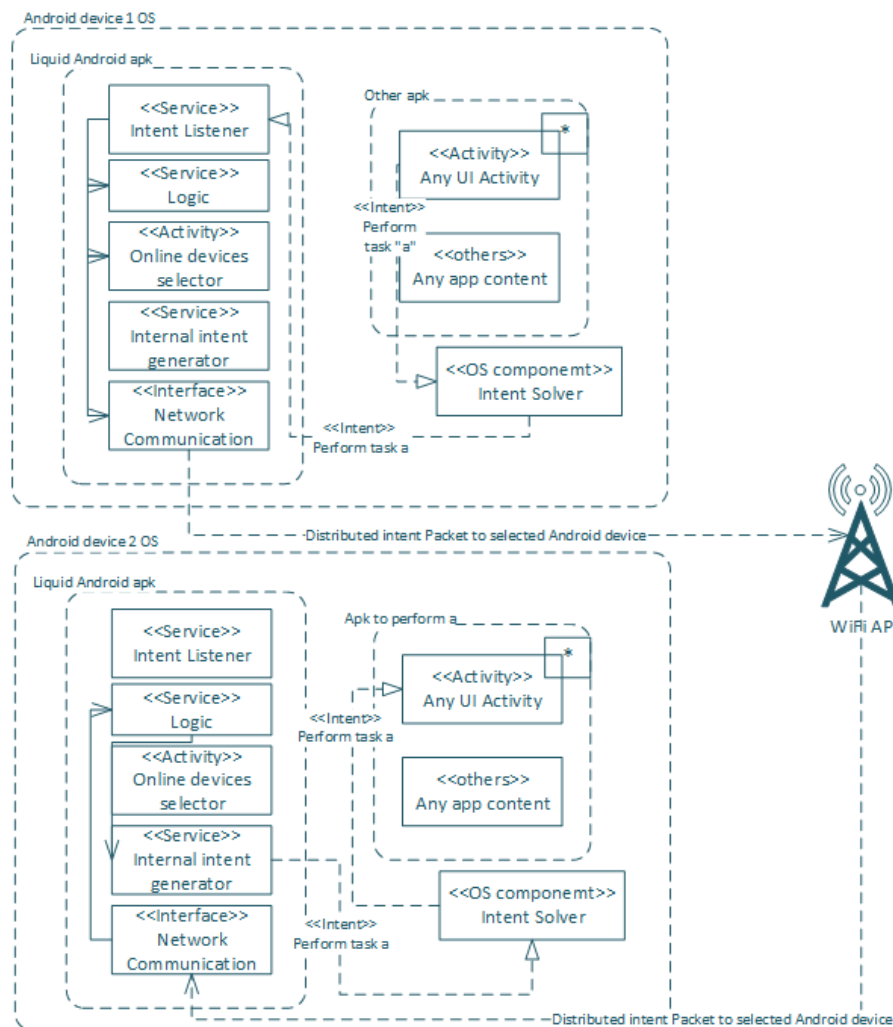 Android device 1 OS
Liquid Android apk
<<Service>>
Intent Listener
<<Service>>
Logic
<<Activity>>
Online devices
selector
<<Service>>
Internal intent
generator
<<Interface>>
Network
Communication
Other apk
*
<<Activity>>
Any UI Activity
<<Intent>>
Perform
task "a"
<<others>>
Any app content
<<OS componemt>>
Intent Solver
<<Intent>>
Perform task a
Distributed intent Packet to selected Android device
WiFi AP
Android device 2 OS
Liquid Android apk
<<Service>>
Intent Listener
<<Service>>
Logic
<<Activity>>
Online devices
selector
<<Service>>
Internal intent
generator
<<Interface>>
Network
Communication
Apk to perform a
*
<<Activity>>
Any UI Activity
<<Intent>>
Perform task a
<<others>>
Any app content
<<OS componemt>>
Intent Solver
<<Intent>>
Perform task a
Distributed intent Packet to selected Android device